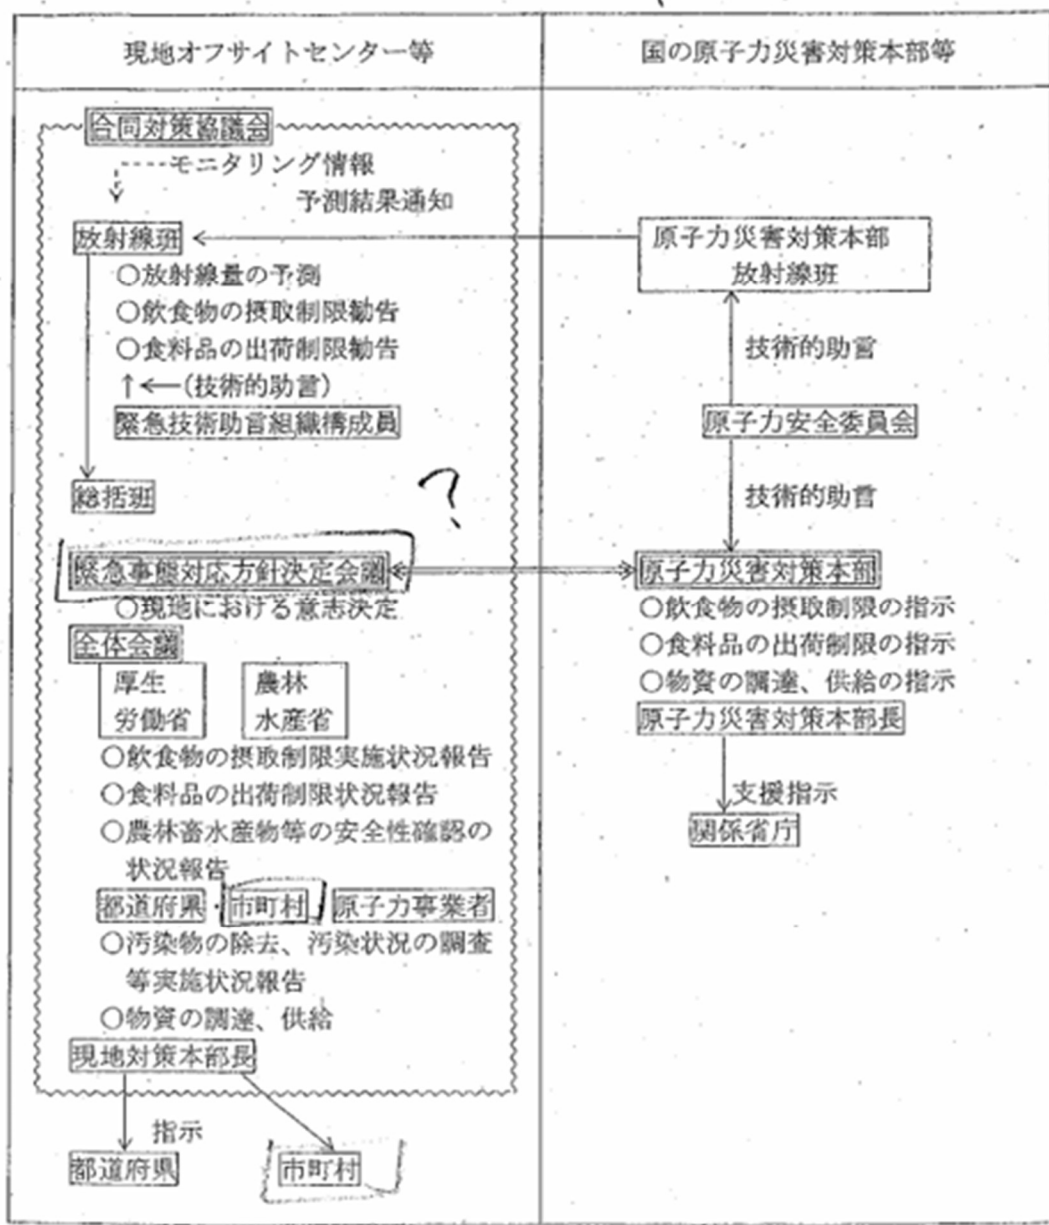 現地オフサイトセンター等
国の原子力災害対策本部等
合同対策協議会
モニタリング情報
予測結果通知
放射線班
○放射線量の予測
○飲食物の摂取制限勧告
○食料品の出荷制限勧告
↑←(技術的助言)
緊急技術助言組織構成員
総括班
?
緊急事態対応方針決定会議
○現地における意志決定
全体会議
厚生
労働省
農林
水産省
○飲食物の摂取制限実施状況報告
○食料品の出荷制限状況報告
○農林畜水産物等の安全性確認の
状況報告
都道府県・市町村 原子力事業者
○汚染物の除去、汚染状況の調査
等実施状況報告
○物資の調達、供給
現地対策本部長
指示
都道府県
市町村
原子力災害対策本部
放射線班
技術的助言
原子力安全委員会
技術的助言
原子力災害対策本部
○飲食物の摂取制限の指示
○食料品の出荷制限の指示
○物資の調達、供給の指示
原子力災害対策本部長
支援指示
関係省庁